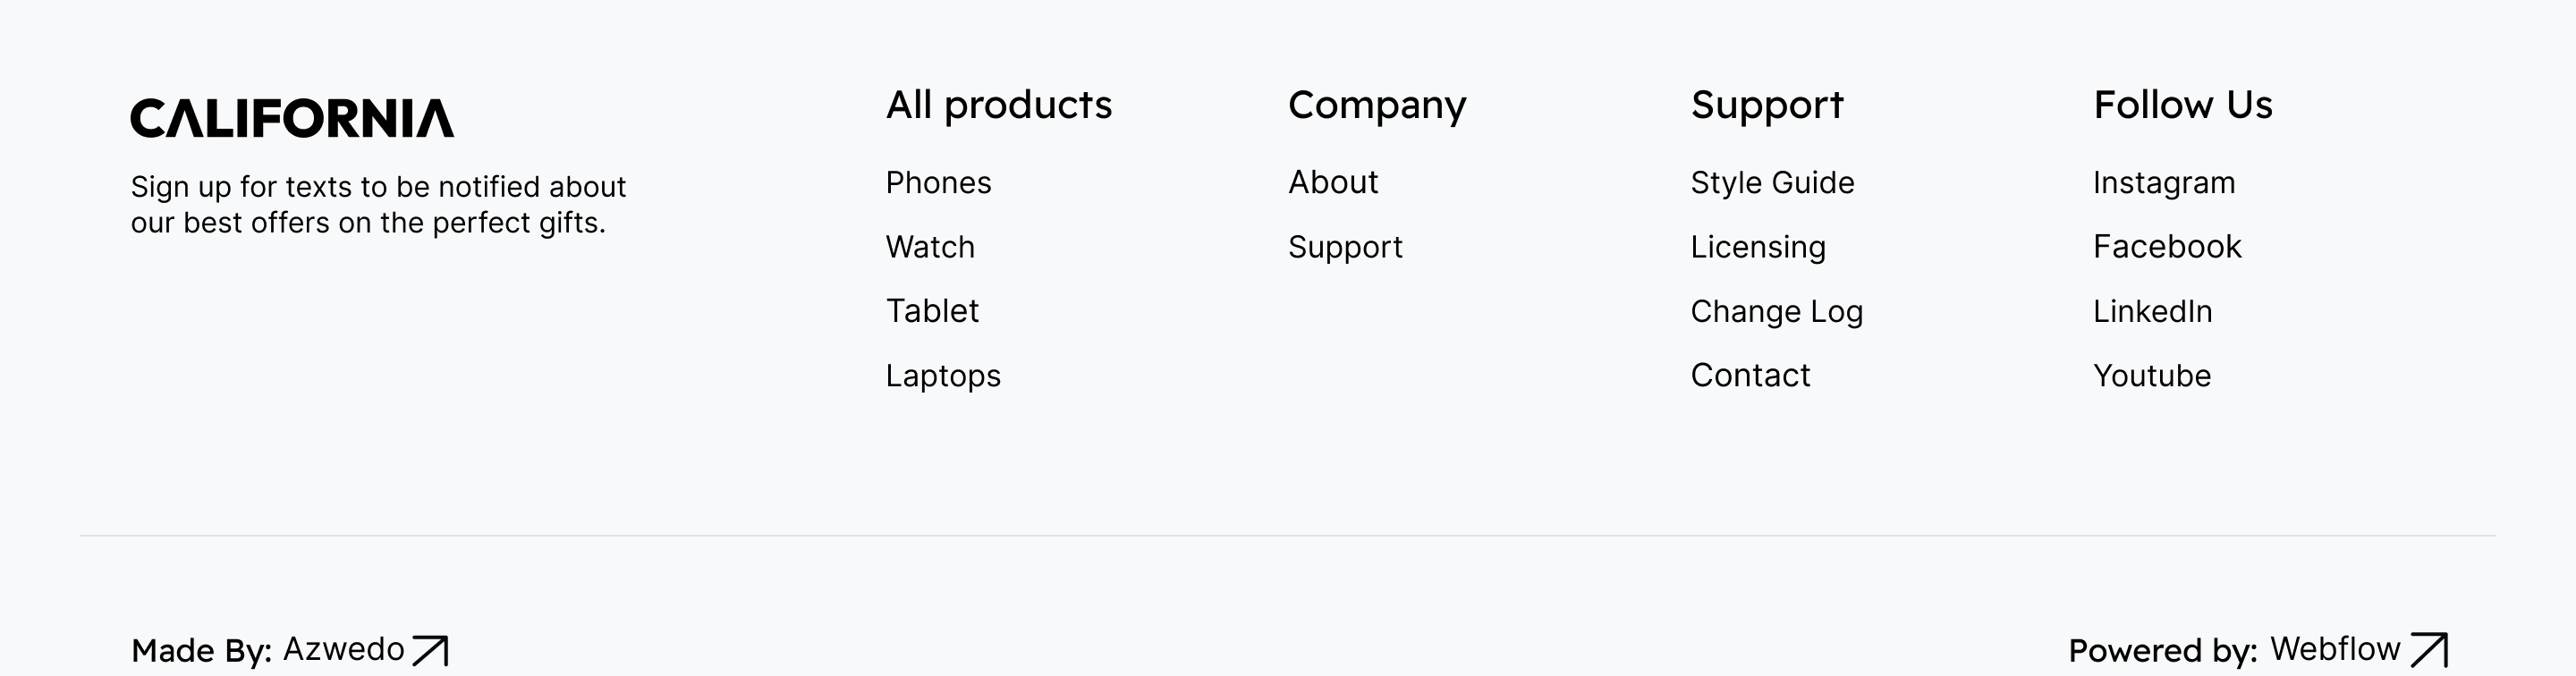 CALIFORNIA
Sign up for texts to be notified about
our best offers on the perfect gifts.
All products
Phones
Watch
Tablet
Laptops
Company
About
Support
Support
Style Guide
Licensing
Change Log
Contact
Follow Us
Instagram
Facebook
LinkedIn
Youtube
Made By: Azwedo
Powered by: Webflow